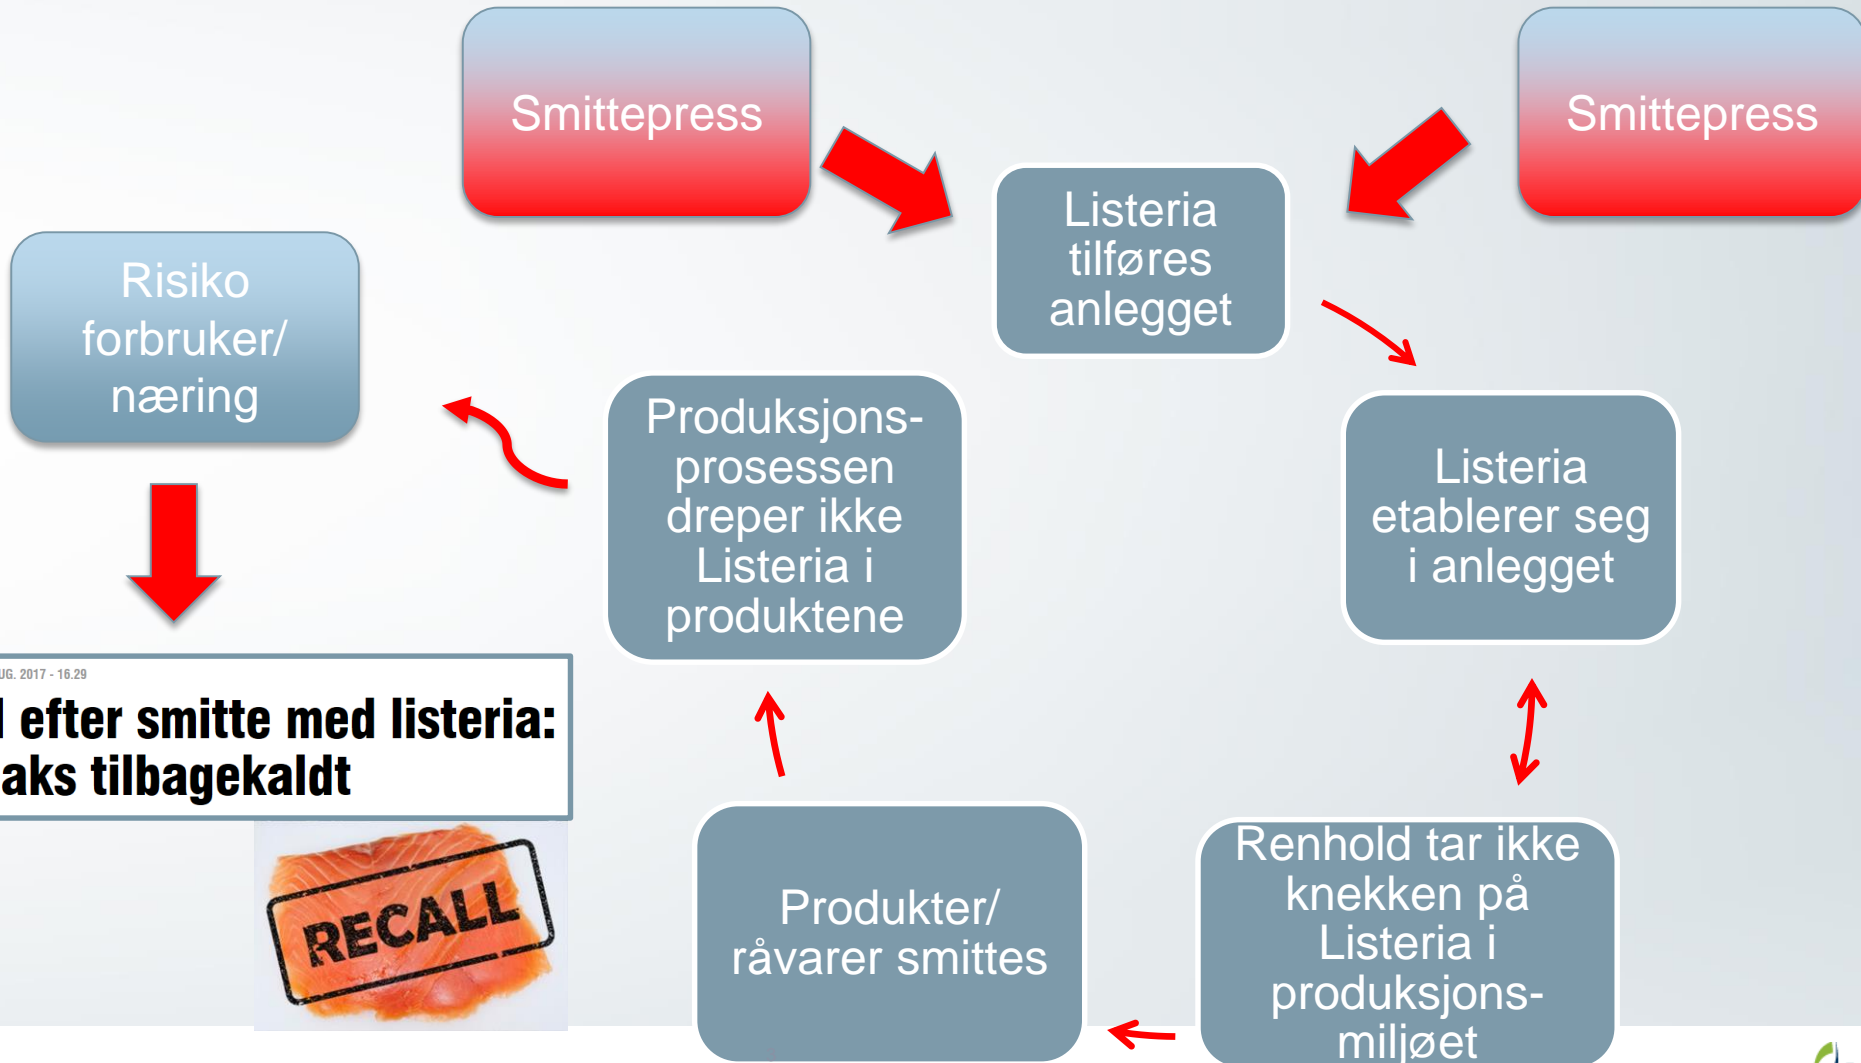 Smittepress
Smittepress
Listeria
tilføres
anlegget
Risiko
forbruker/
næring
Produksjons-
prosessen
dreper ikke
Listeria i
produktene
Listeria
etablerer seg
i anlegget
UG. 2017 - 16.29
efter smitte med listeria:
aks tilbagekaldt
RECALL
Produkter/
råvarer smittes
Renhold tar ikke
knekken på
Listeria i
produksjons-
miljøet